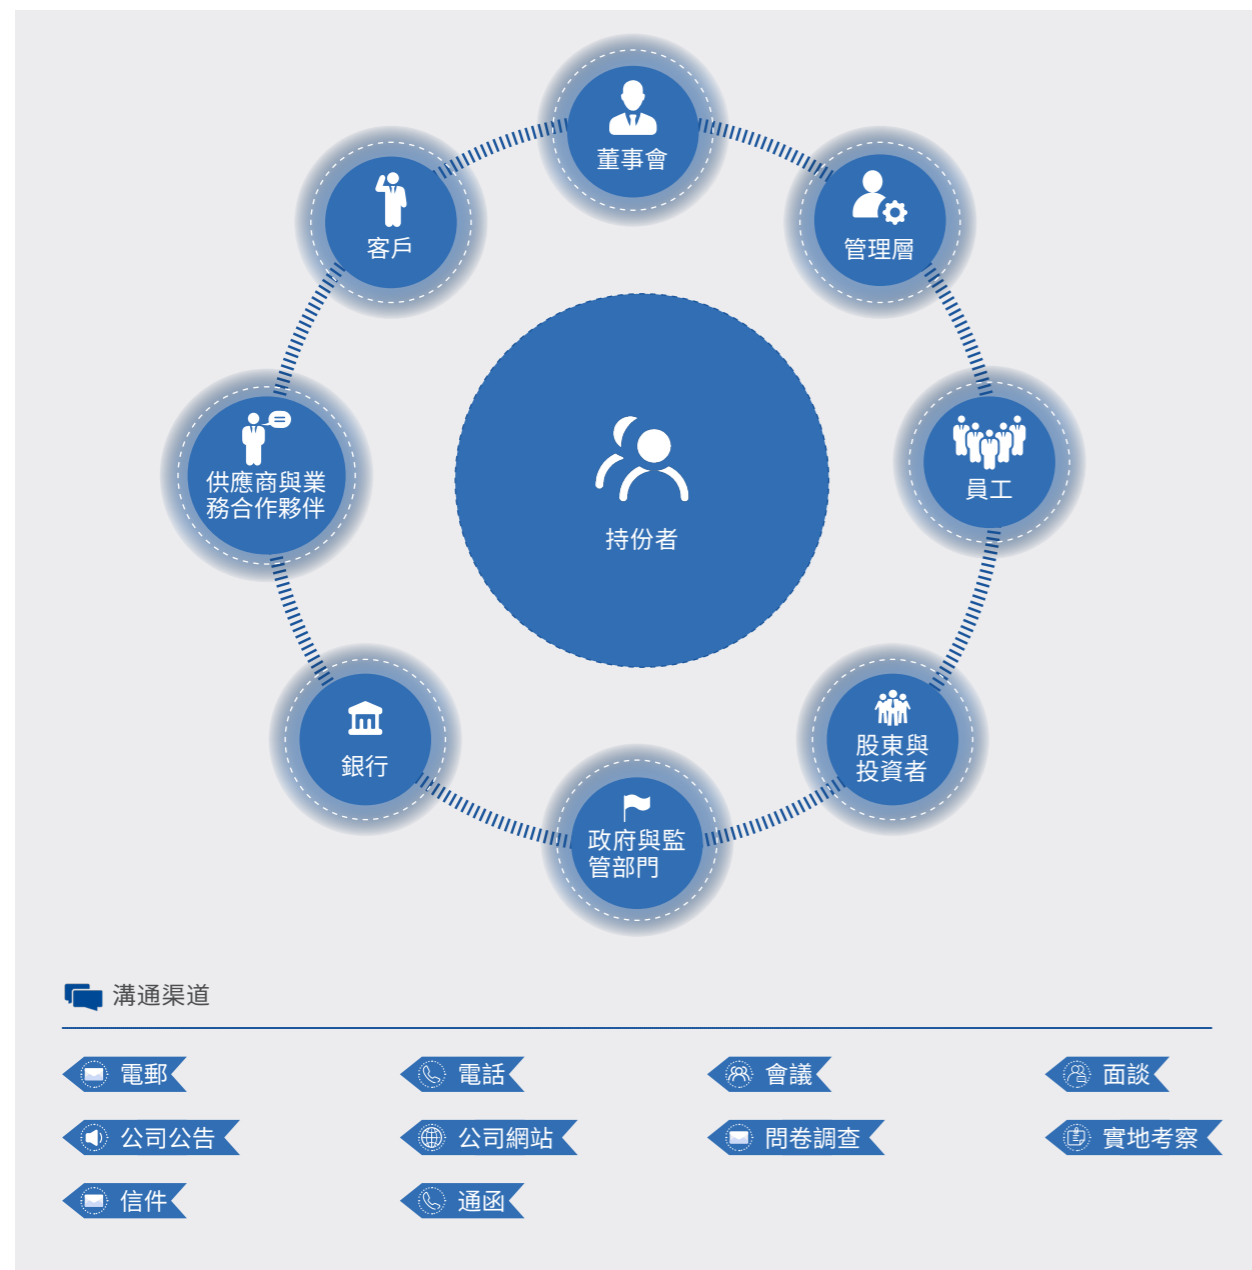 董事會
客戶
管理層
供應商與業
務合作夥伴
持份者
員工
銀行
股東與
投資者
政府與監
管部門
溝通渠道
電郵
電話
會議
面談
公司公告
公司網站
問卷調查
實地考察
信件
通函